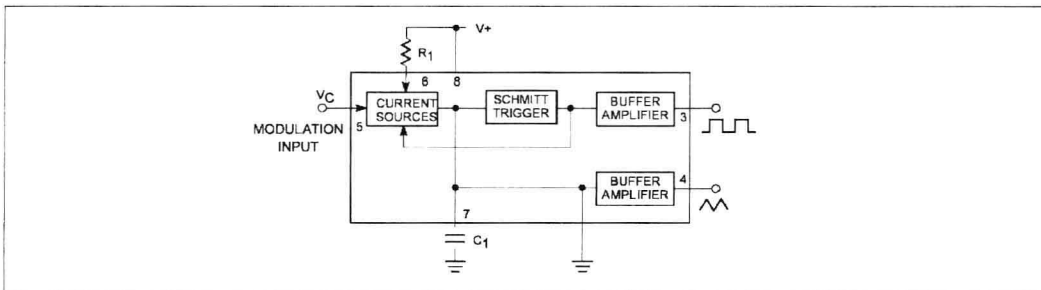 V+
R1
6 8
VC
CURRENT
SOURCES
5
SCHMITT
TRIGGER
BUFFER
AMPLIFIER
3
MODULATION
INPUT
BUFFER
AMPLIFIER
4
7
C1